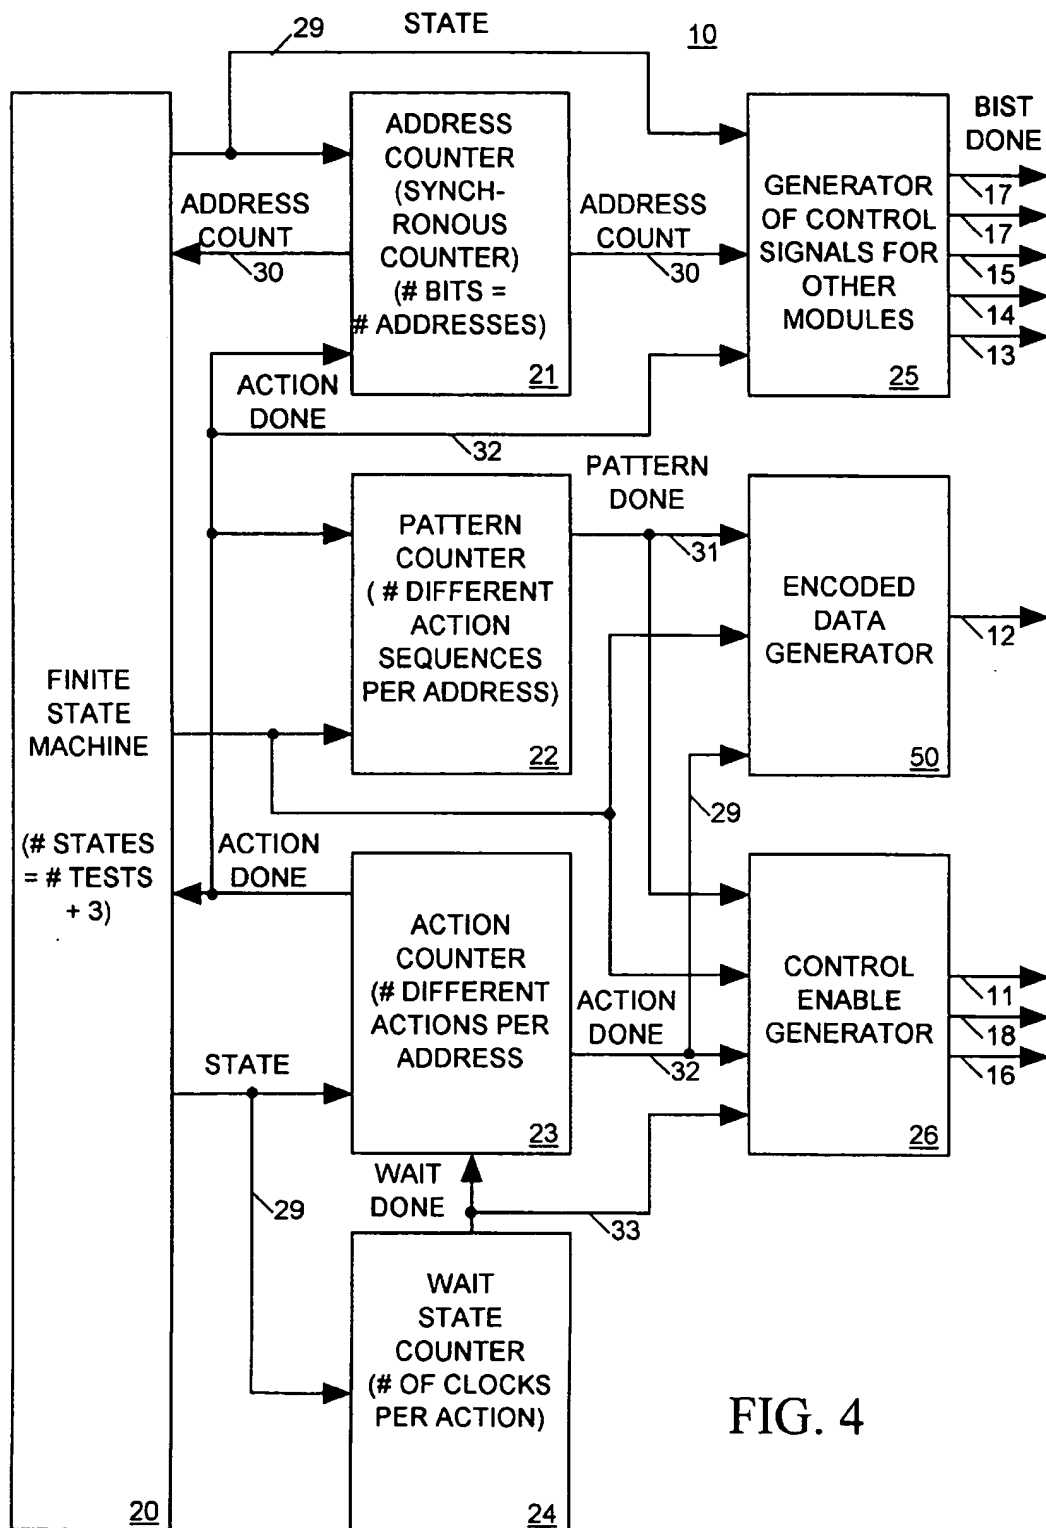 29
STATE
10
ADDRESS
COUNTER
(SYNCH-
RONOUS
COUNTER)
(# BITS =
# ADDRESSES)
21
ADDRESS
COUNT
30
ADDRESS
COUNT
30
GENERATOR
OF CONTROL
SIGNALS FOR
OTHER
MODULES
25
BIST
DONE
17
17
15
14
13
ACTION
DONE
32
PATTERN
COUNTER
( # DIFFERENT
ACTION
SEQUENCES
PER ADDRESS)
22
PATTERN
DONE
31
ENCODED
DATA
GENERATOR
50
12
FINITE
STATE
MACHINE
(# STATES
= # TESTS
+ 3)
20
ACTION
DONE
ACTION
COUNTER
(# DIFFERENT
ACTIONS PER
ADDRESS
23
29
ACTION
DONE
32
CONTROL
ENABLE
GENERATOR
26
11
18
16
STATE
29
WAIT
DONE
33
WAIT
STATE
COUNTER
(# OF CLOCKS
PER ACTION)
24
FIG. 4